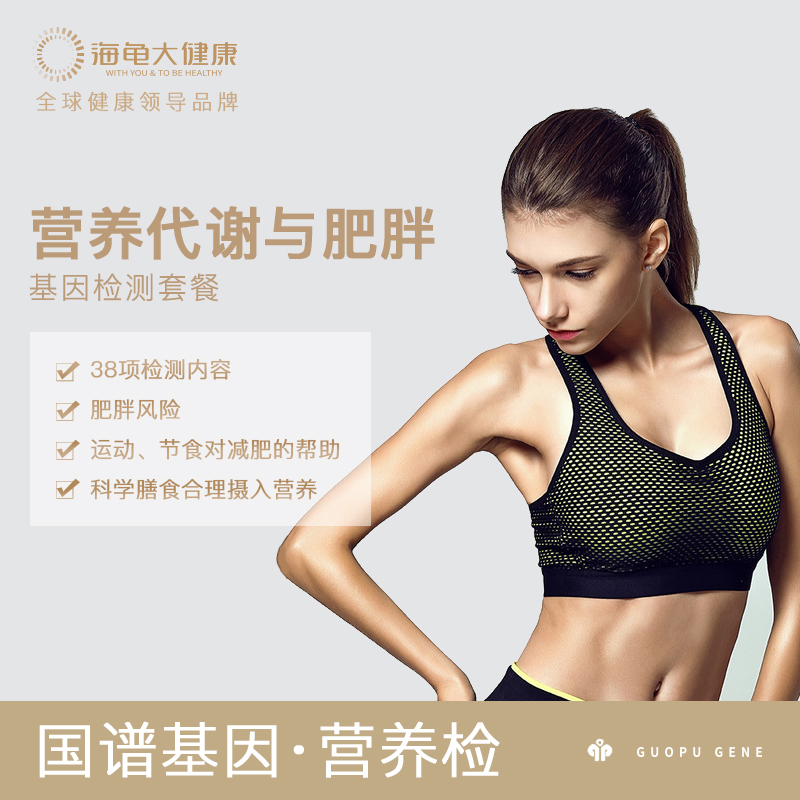 海龟大健康
WITH YOU & TO BE HEALTHY
全球健康领导品牌
营养代谢与肥胖
基因检测套餐
38项检测内容
肥胖风险
运动、节食对减肥的帮助
科学膳食合理摄入营养
国谱基因·营养检
GUOPU GENE